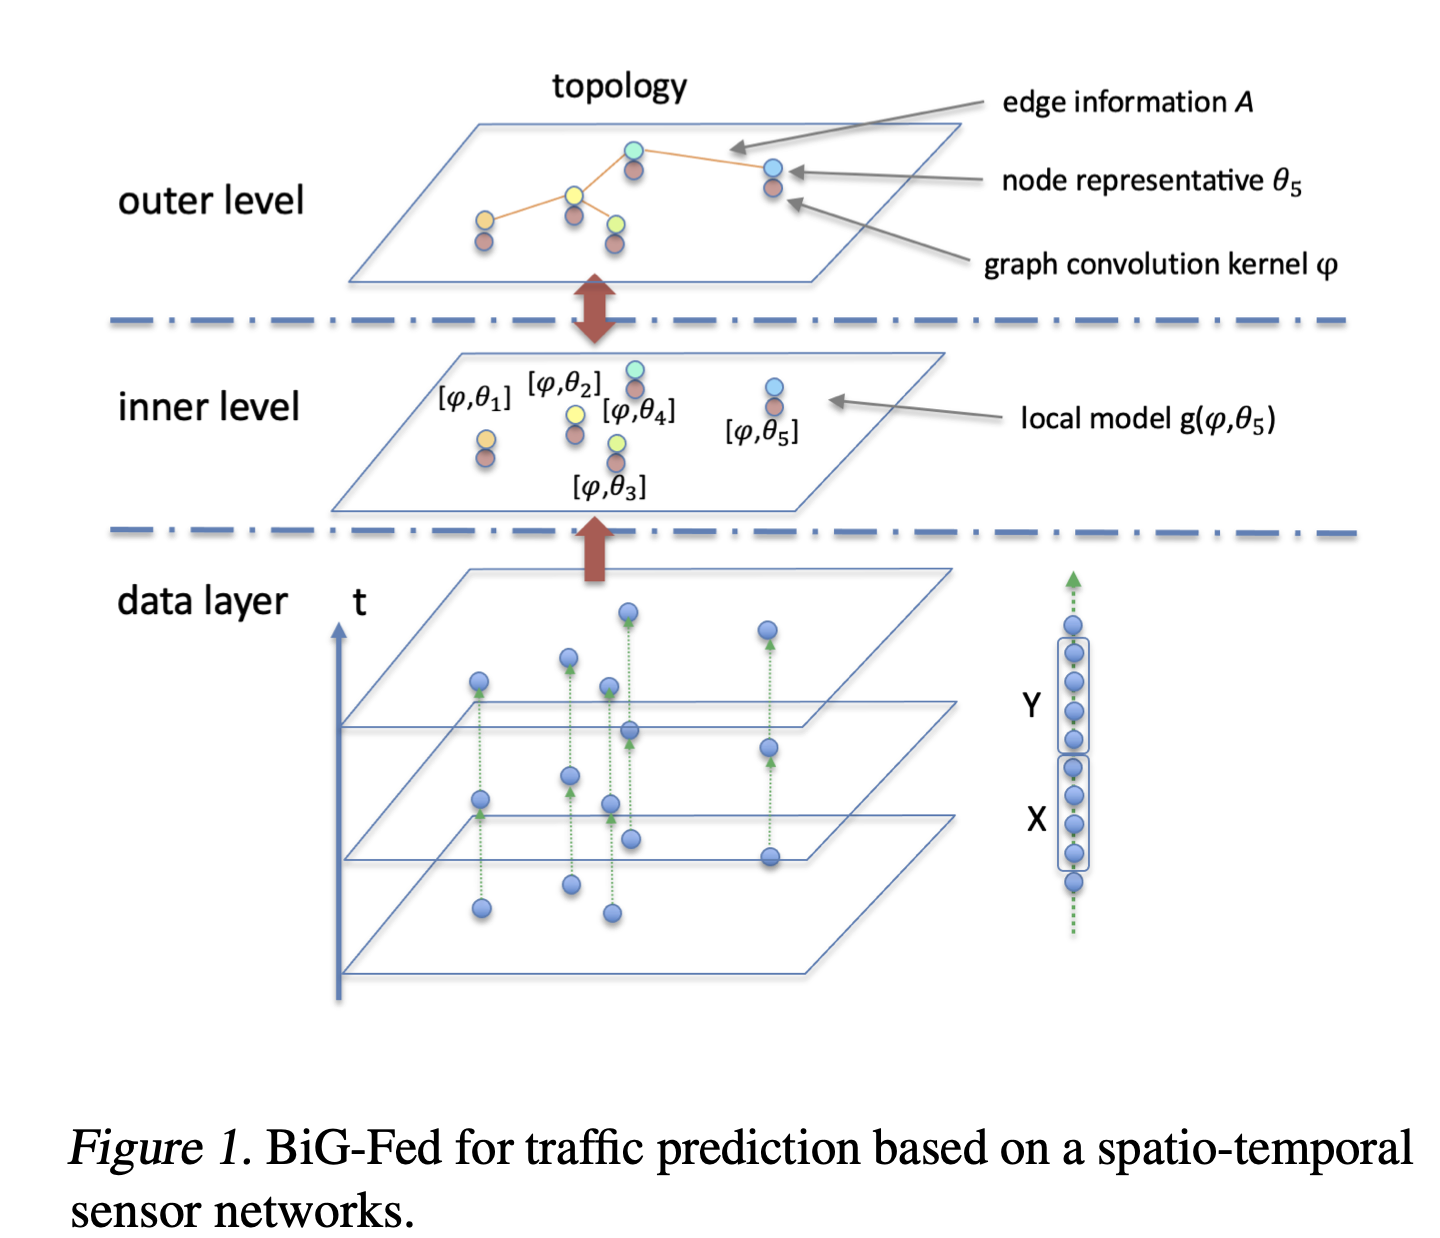 topology
edge information A
outer level
node representative θ₅
graph convolution kernel φ
inner level
[φ,θ₁]
[φ,θ₂]
[φ,θ₄]
[φ,θ₅]
[φ,θ₃]
local model g(φ,θ₅)
data layer
t
Y
X
Figure 1. BiG-Fed for traffic prediction based on a spatio-temporal
sensor networks.